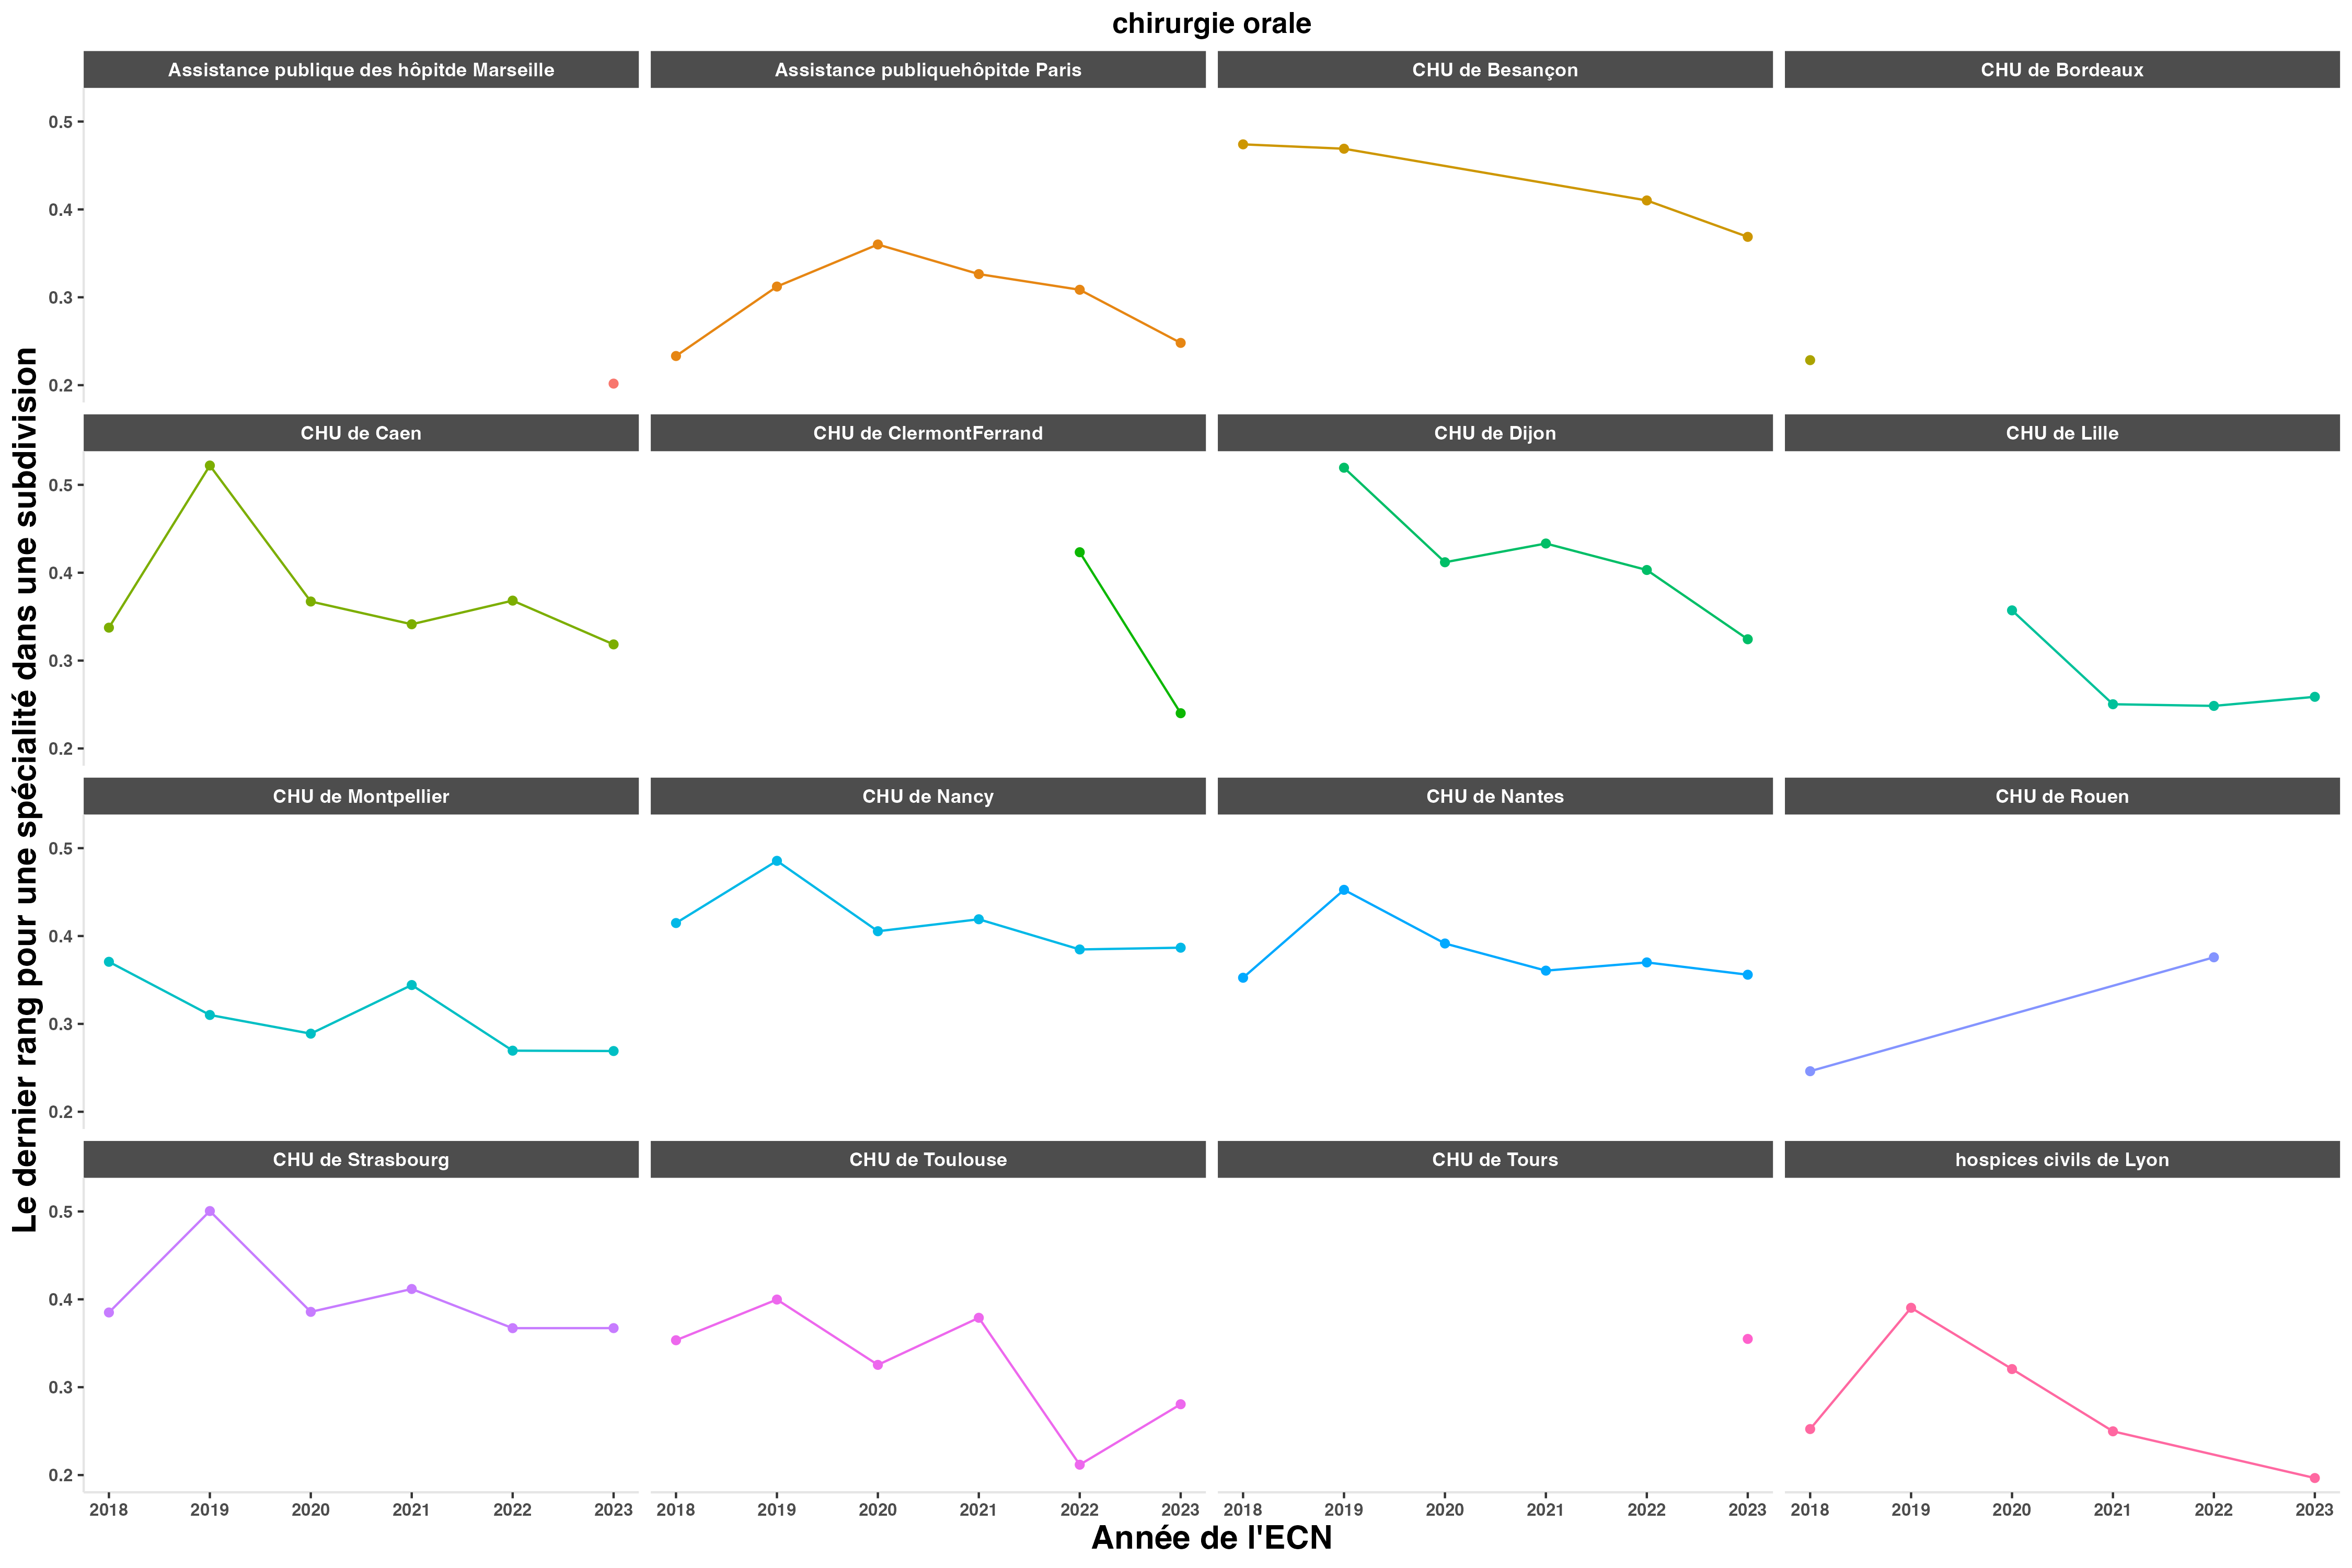 chirurgie orale
Assistance publique des hôpitde Marseille
Assistance publiquehôpitde Paris
CHU de Besançon
CHU de Bordeaux
0.5
0.4
0.3
0.2
CHU de Caen
CHU de ClermontFerrand
CHU de Dijon
CHU de Lille
0.5
0.4
0.3
0.2
CHU de Montpellier
CHU de Nancy
CHU de Nantes
CHU de Rouen
0.5
0.4
0.3
0.2
CHU de Strasbourg
CHU de Toulouse
CHU de Tours
hospices civils de Lyon
0.5
0.4
0.3
0.2
2018 2019 2020 2021 2022 2023
2018 2019 2020 2021 2022 2023
2018 2019 2020 2021 2022 2023
2018 2019 2020 2021 2022 2023
Année de l'ECN
Le dernier rang pour une spécialité dans une subdivision